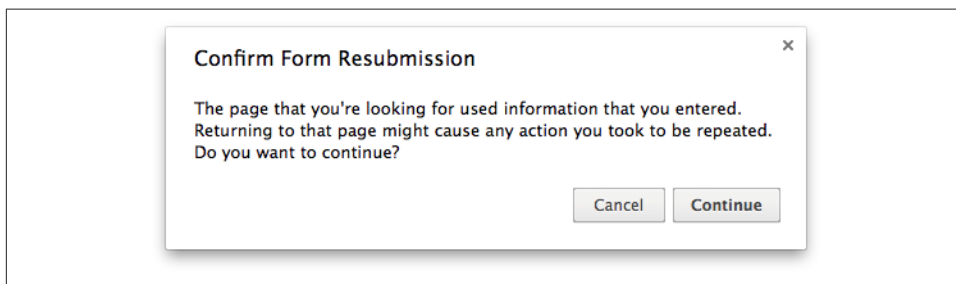 Confirm Form Resubmission
×
The page that you're looking for used information that you entered.
Returning to that page might cause any action you took to be repeated.
Do you want to continue?
Cancel
Continue